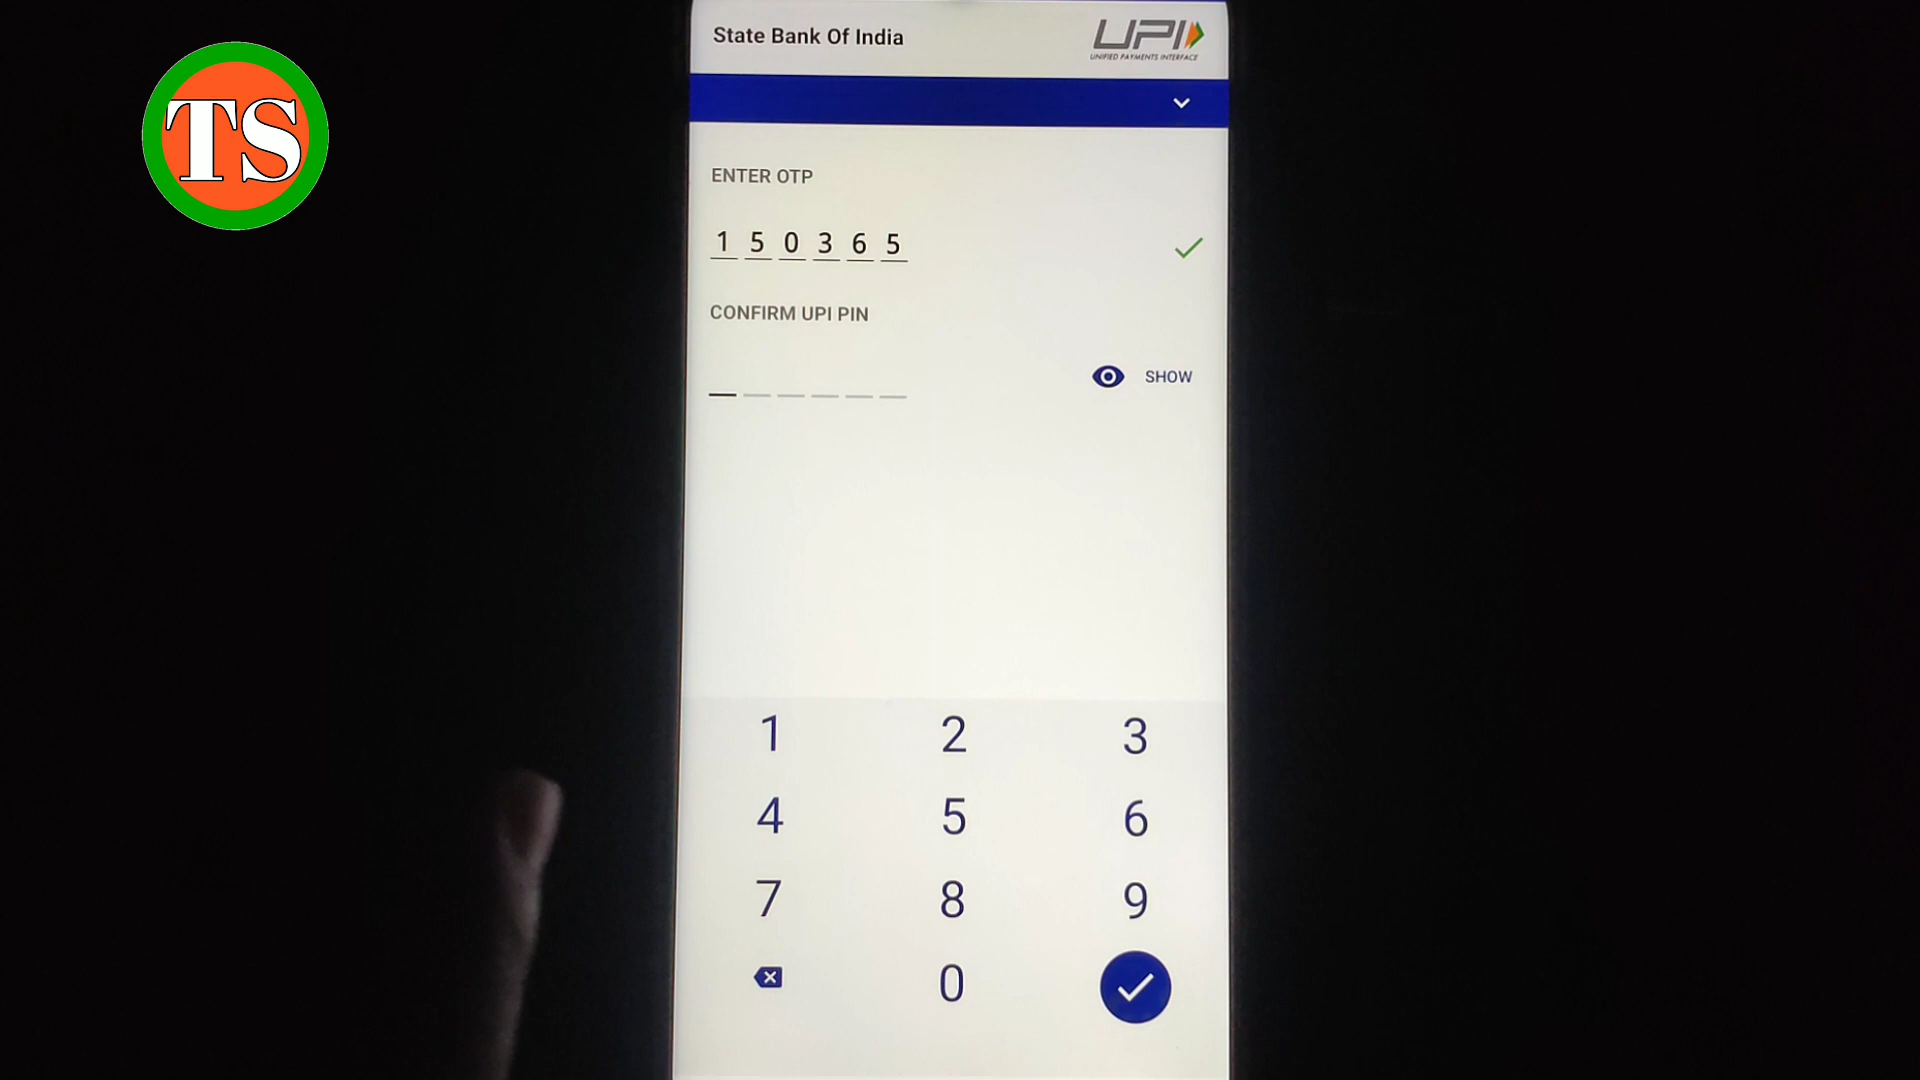 State Bank Of India
UPI
UNIFIED PAYMENTS INTERFACE
TS
ENTER OTP
1 5 0 3 6 5
CONFIRM UPI PIN
SHOW
1 2 3
4 5 6
7 8 9
0